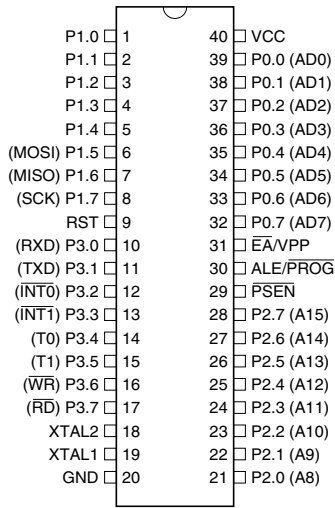 P1.0 1 40 VCC
P1.1 2 39 P0.0 (AD0)
P1.2 3 38 P0.1 (AD1)
P1.3 4 37 P0.2 (AD2)
P1.4 5 36 P0.3 (AD3)
(MOSI) P1.5 6 35 P0.4 (AD4)
(MISO) P1.6 7 34 P0.5 (AD5)
(SCK) P1.7 8 33 P0.6 (AD6)
RST 9 32 P0.7 (AD7)
(RXD) P3.0 10 31 E̅A̅/VPP
(TXD) P3.1 11 30 ALE/P̅R̅O̅G̅
(I̅N̅T̅0̅) P3.2 12 29 P̅S̅E̅N̅
(I̅N̅T̅1̅) P3.3 13 28 P2.7 (A15)
(T0) P3.4 14 27 P2.6 (A14)
(T1) P3.5 15 26 P2.5 (A13)
(W̅R̅) P3.6 16 25 P2.4 (A12)
(R̅D̅) P3.7 17 24 P2.3 (A11)
XTAL2 18 23 P2.2 (A10)
XTAL1 19 22 P2.1 (A9)
GND 20 21 P2.0 (A8)